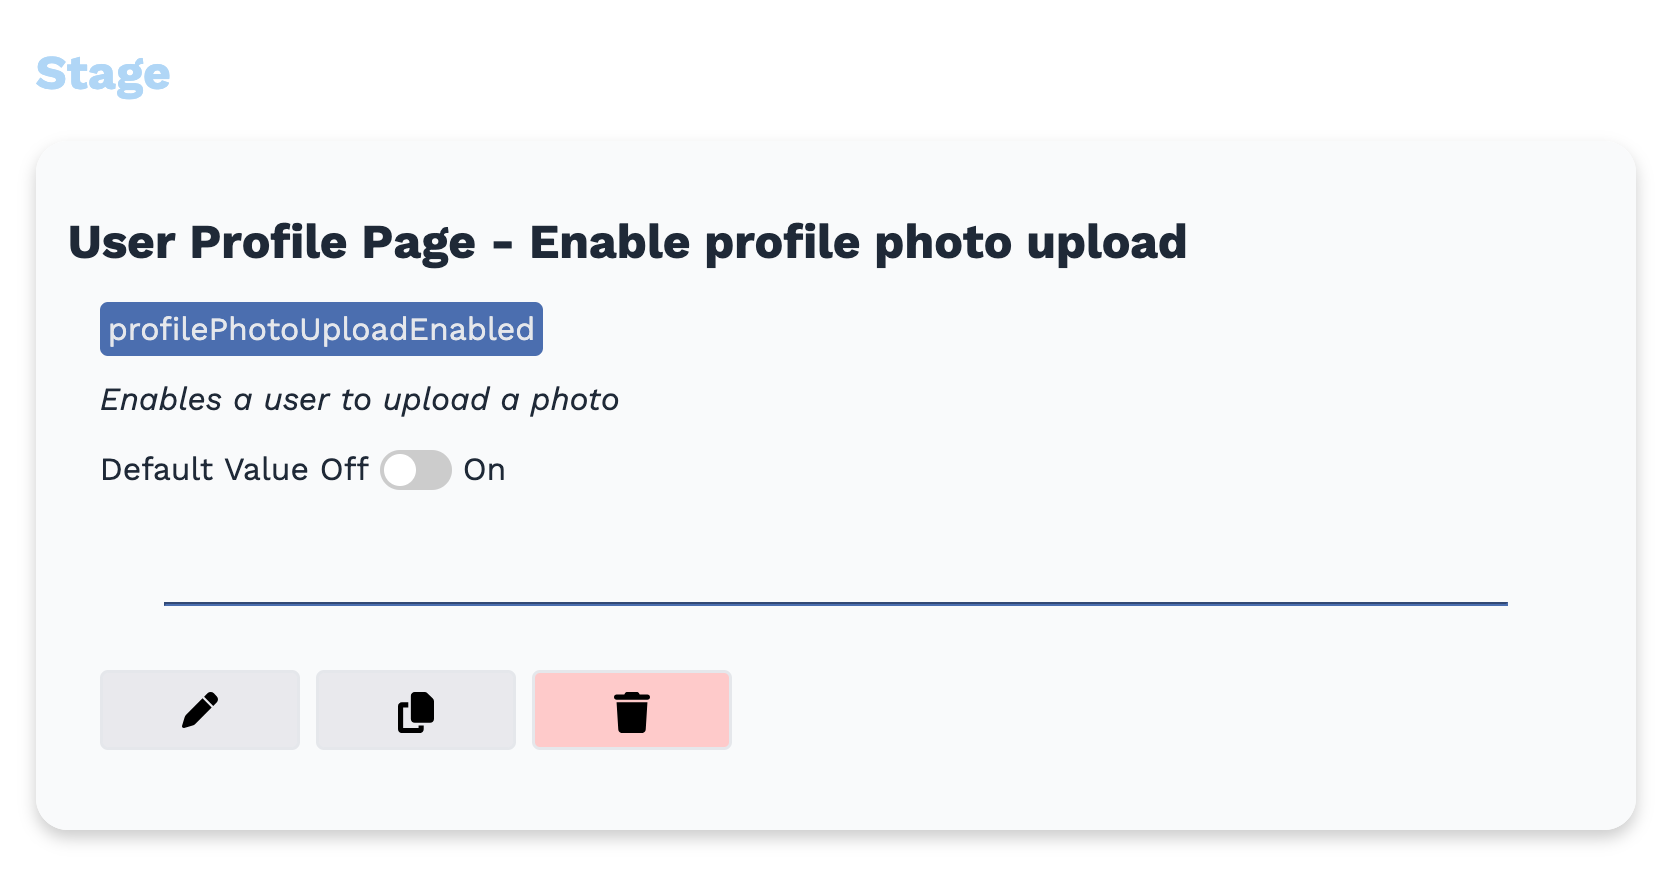 Stage
User Profile Page - Enable profile photo upload
profilePhotoUploadEnabled
Enables a user to upload a photo
Default Value Off On